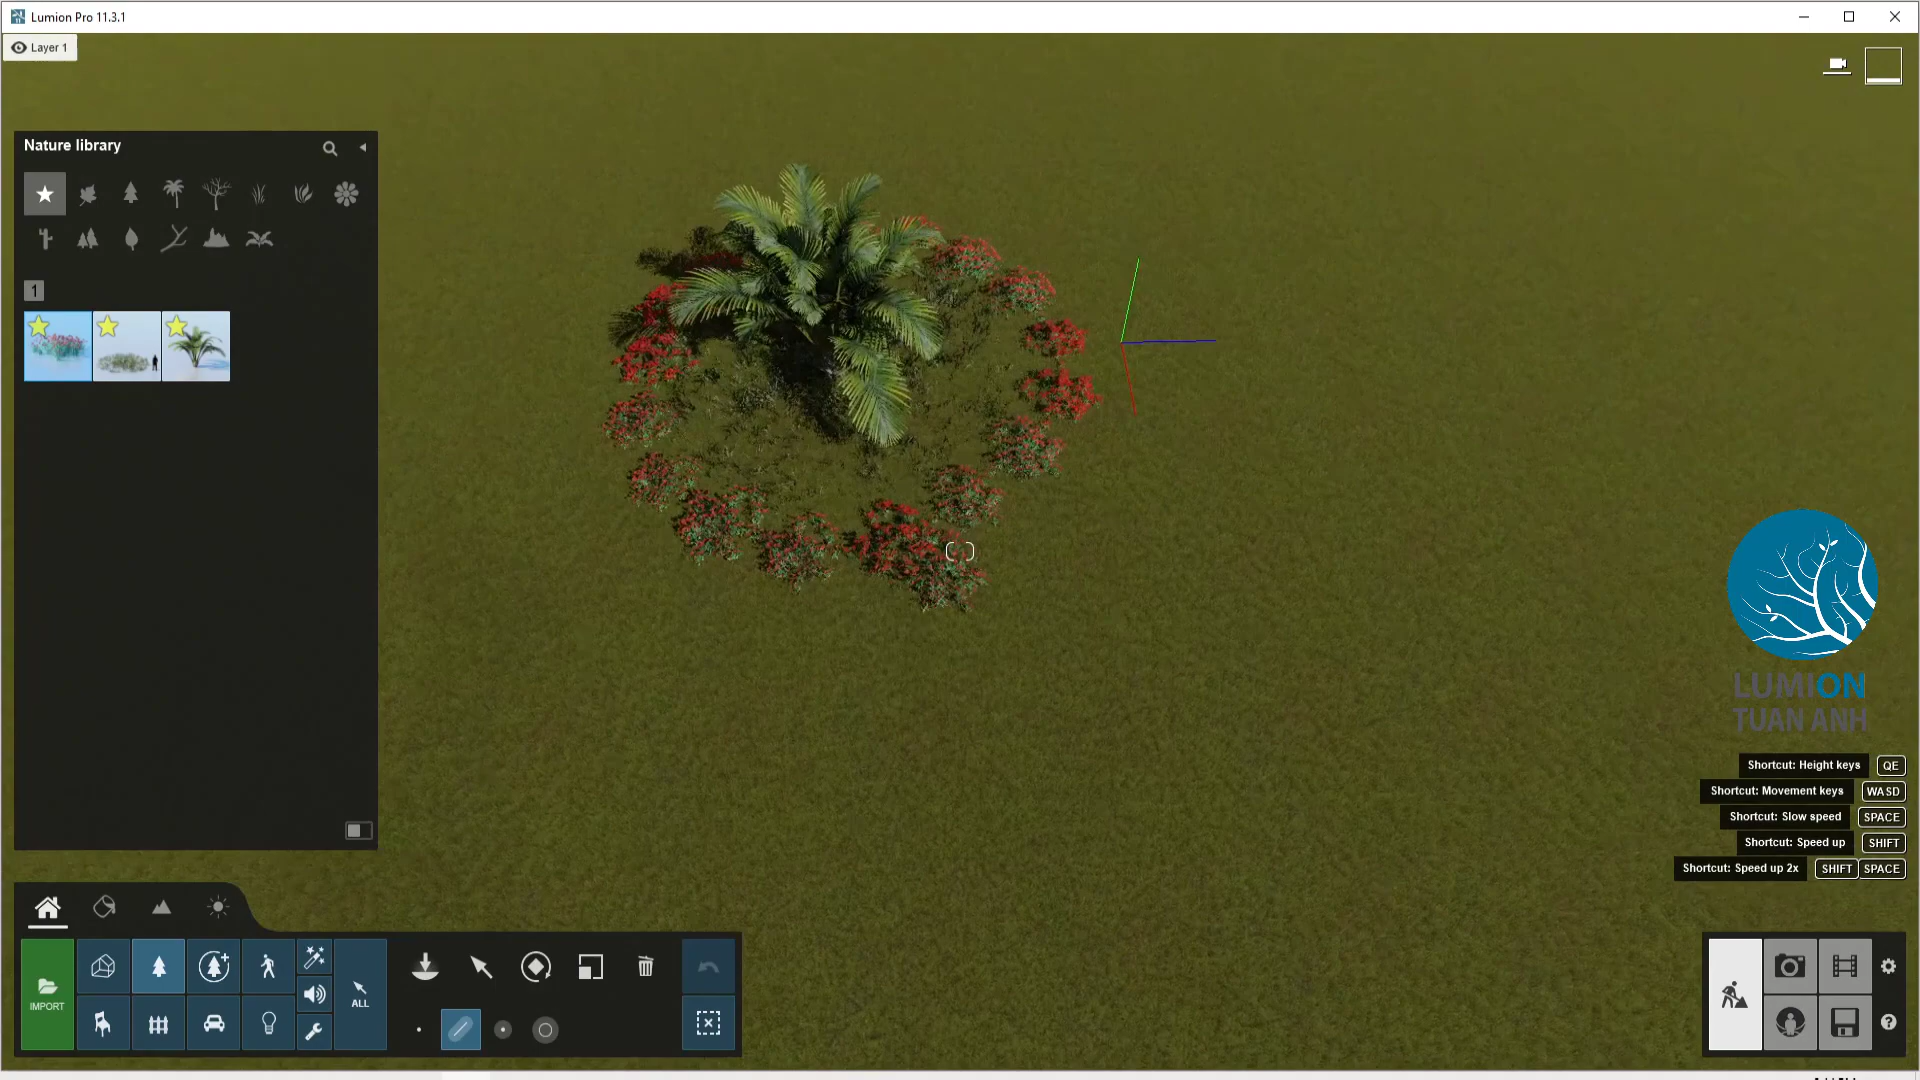 Lumion Pro 11.3.1
Layer 1
Nature library
1
LUMION
TUAN ANH
Shortcut: Height keys QE
Shortcut: Movement keys WASD
Shortcut: Slow speed SPACE
Shortcut: Speed up SHIFT
Shortcut: Speed up 2x SHIFT SPACE
IMPORT
ALL
?